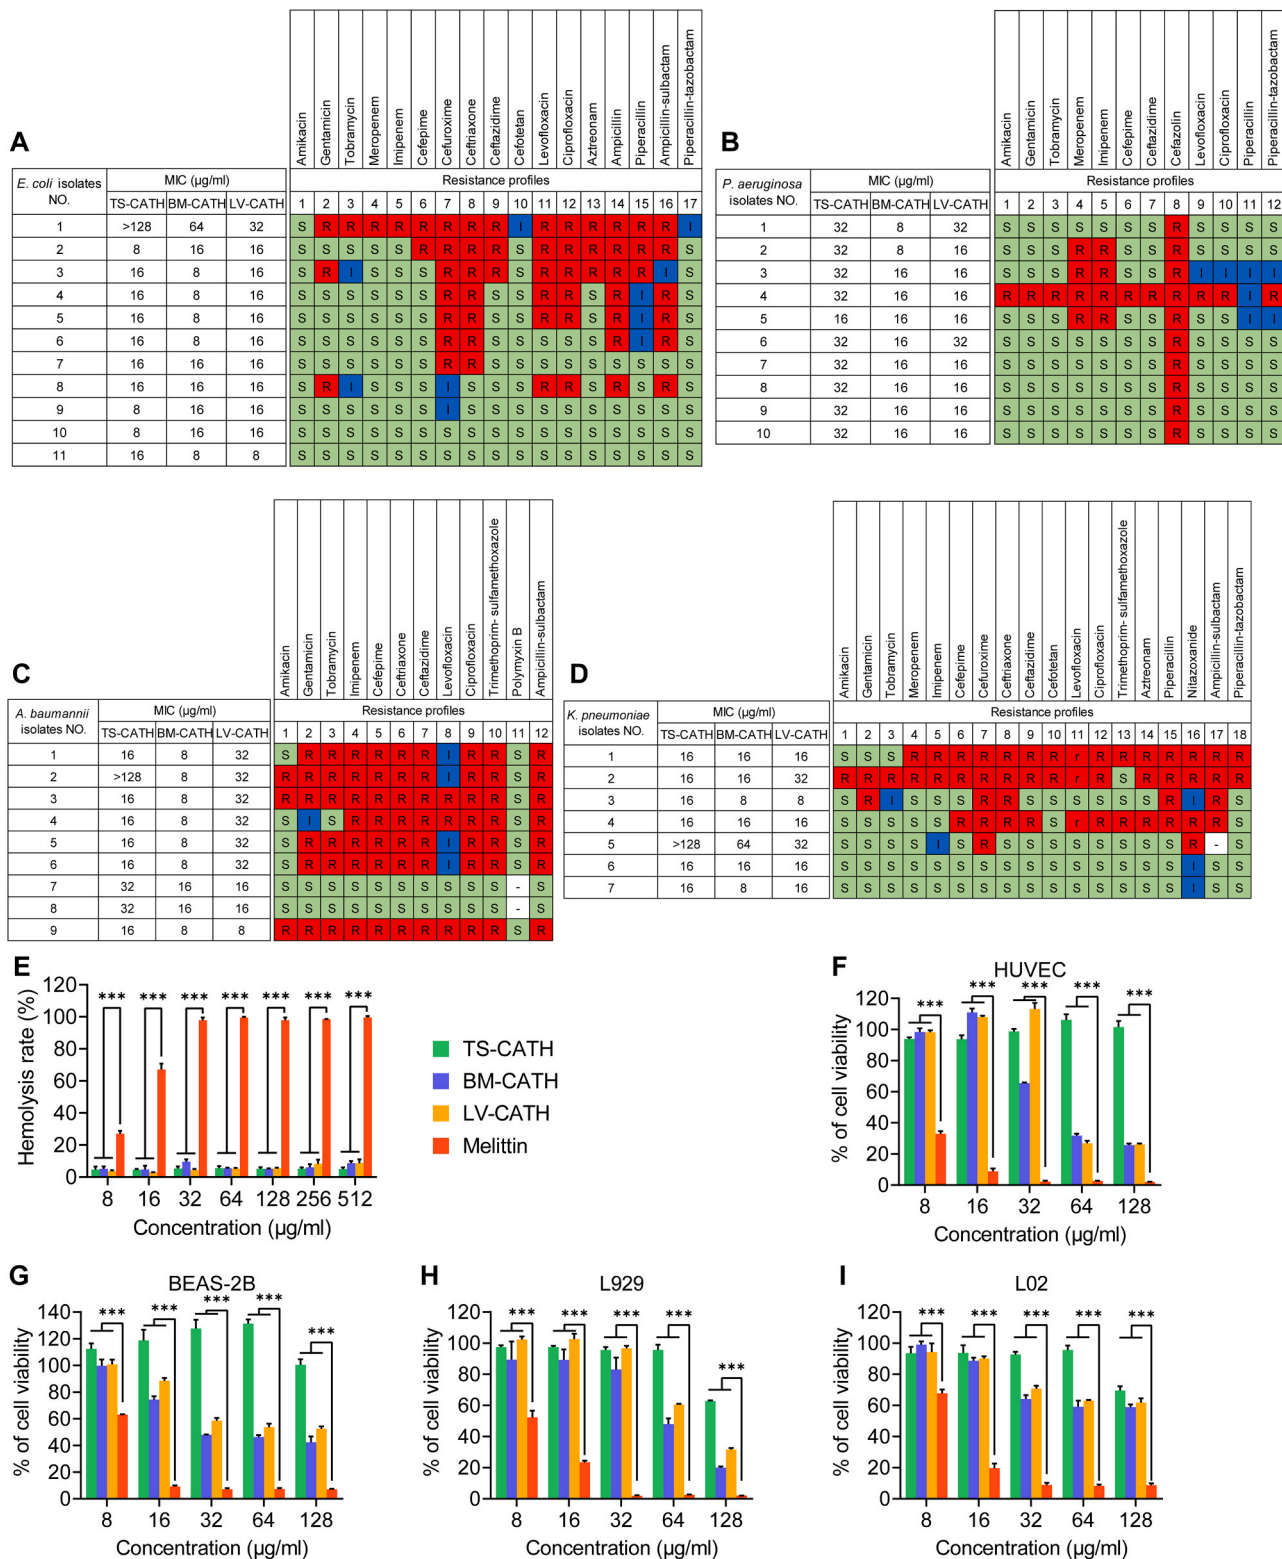 A
Amikacin
Gentamicin
Tobramycin
Meropenem
Imipenem
Cefepime
Cefuroxime
Ceftriaxone
Ceftazidime
Cefotetan
Levofloxacin
Ciprofloxacin
Aztreonam
Ampicillin
Piperacillin
Ampicillin-sulbactam
Piperacillin-tazobactam
E. coli isolates NO. MIC (µg/ml) Resistance profiles
TS-CATH BM-CATH LV-CATH 1 2 3 4 5 6 7 8 9 10 11 12 13 14 15 16 17
1 >128 64 32 S R R R R R R R R I R R R R R R I
2 8 16 16 S S S S S R R R R S R R R R R R S
3 16 8 16 S R I S S S R R R S R R R R R I S
4 16 8 16 S S S S S S R R S S R R S R I R S
5 16 8 16 S S S S S S R R S S R R S R I R S
6 16 8 16 S S S S S S R R S S S S S R I R S
7 16 16 16 S S S S S S R R S S S S S S S S S
8 16 16 16 S R I S S S I S S S R R S R S R S
9 8 16 16 S S S S S S I S S S S S S S S S S
10 8 16 16 S S S S S S S S S S S S S S S S S
11 16 8 8 S S S S S S S S S S S S S S S S S
B
Amikacin
Gentamicin
Tobramycin
Meropenem
Imipenem
Cefepime
Ceftazidime
Cefazolin
Levofloxacin
Ciprofloxacin
Piperacillin
Piperacillin-tazobactam
P. aeruginosa isolates NO. MIC (µg/ml) Resistance profiles
TS-CATH BM-CATH LV-CATH 1 2 3 4 5 6 7 8 9 10 11 12
1 32 8 32 S S S S S S S R S S S S
2 32 8 16 S S S R R S S R S S S S
3 32 16 16 S S S R R S S R I I I I
4 32 16 16 R R R R R R R R R R I R
5 16 16 16 S S S R R S S R S S I I
6 32 16 32 S S S S S S S R S S S S
7 32 16 16 S S S S S S S R S S S S
8 32 16 16 S S S S S S S R S S S S
9 32 16 16 S S S S S S S R S S S S
10 32 16 16 S S S S S S S R S S S S
C
Amikacin
Gentamicin
Tobramycin
Imipenem
Cefepime
Ceftriaxone
Ceftazidime
Levofloxacin
Ciprofloxacin
Trimethoprim- sulfamethoxazole
Polymyxin B
Ampicillin-sulbactam
A. baumannii isolates NO. MIC (µg/ml) Resistance profiles
TS-CATH BM-CATH LV-CATH 1 2 3 4 5 6 7 8 9 10 11 12
1 16 8 32 S R R R R R R I R R S R
2 >128 8 32 R R R R R R R I R R S R
3 16 8 32 R R R R R R R R R R S R
4 16 8 32 S I S R R R R R R R S R
5 16 8 32 S R R R R R R I R R S R
6 16 8 32 S R R R R R R I R R S R
7 32 16 16 S S S S S S S S S S - S
8 32 16 16 S S S S S S S S S S - S
9 16 8 8 R R R R R R R R R R S R
D
Amikacin
Gentamicin
Tobramycin
Meropenem
Imipenem
Cefepime
Cefuroxime
Ceftriaxone
Ceftazidime
Cefotetan
Levofloxacin
Ciprofloxacin
Trimethoprim- sulfamethoxazole
Aztreonam
Piperacillin
Nitazoxanide
Ampicillin-sulbactam
Piperacillin-tazobactam
K. pneumoniae isolates NO. MIC (µg/ml) Resistance profiles
TS-CATH BM-CATH LV-CATH 1 2 3 4 5 6 7 8 9 10 11 12 13 14 15 16 17 18
1 16 16 16 S S S R R R R R R R r R R R R R R R
2 16 16 32 R R R R R R R R R R r R S R R R R R
3 16 8 8 S R I S S S R R S S S S S S R I R S
4 16 16 16 S S S S S R R R R S r R R R R R R S
5 >128 64 32 S S S S I S R S S S S S S S S R - S
6 16 16 16 S S S S S S S S S S S S S S S I S S
7 16 8 16 S S S S S S S S S S S S S S S I S S
E
Hemolysis rate (%)
120
100
80
60
40
20
0
*** *** *** *** *** *** ***
8 16 32 64 128 256 512
Concentration (µg/ml)
TS-CATH
BM-CATH
LV-CATH
Melittin
F
HUVEC
% of cell viability
120
100
80
60
40
20
0
*** *** *** *** ***
8 16 32 64 128
Concentration (µg/ml)
G
BEAS-2B
% of cell viability
140
120
100
80
60
40
20
0
*** *** *** *** ***
8 16 32 64 128
Concentration (µg/ml)
H
L929
% of cell viability
120
100
80
60
40
20
0
*** *** *** *** ***
8 16 32 64 128
Concentration (µg/ml)
I
L02
% of cell viability
120
100
80
60
40
20
0
*** *** *** *** ***
8 16 32 64 128
Concentration (µg/ml)